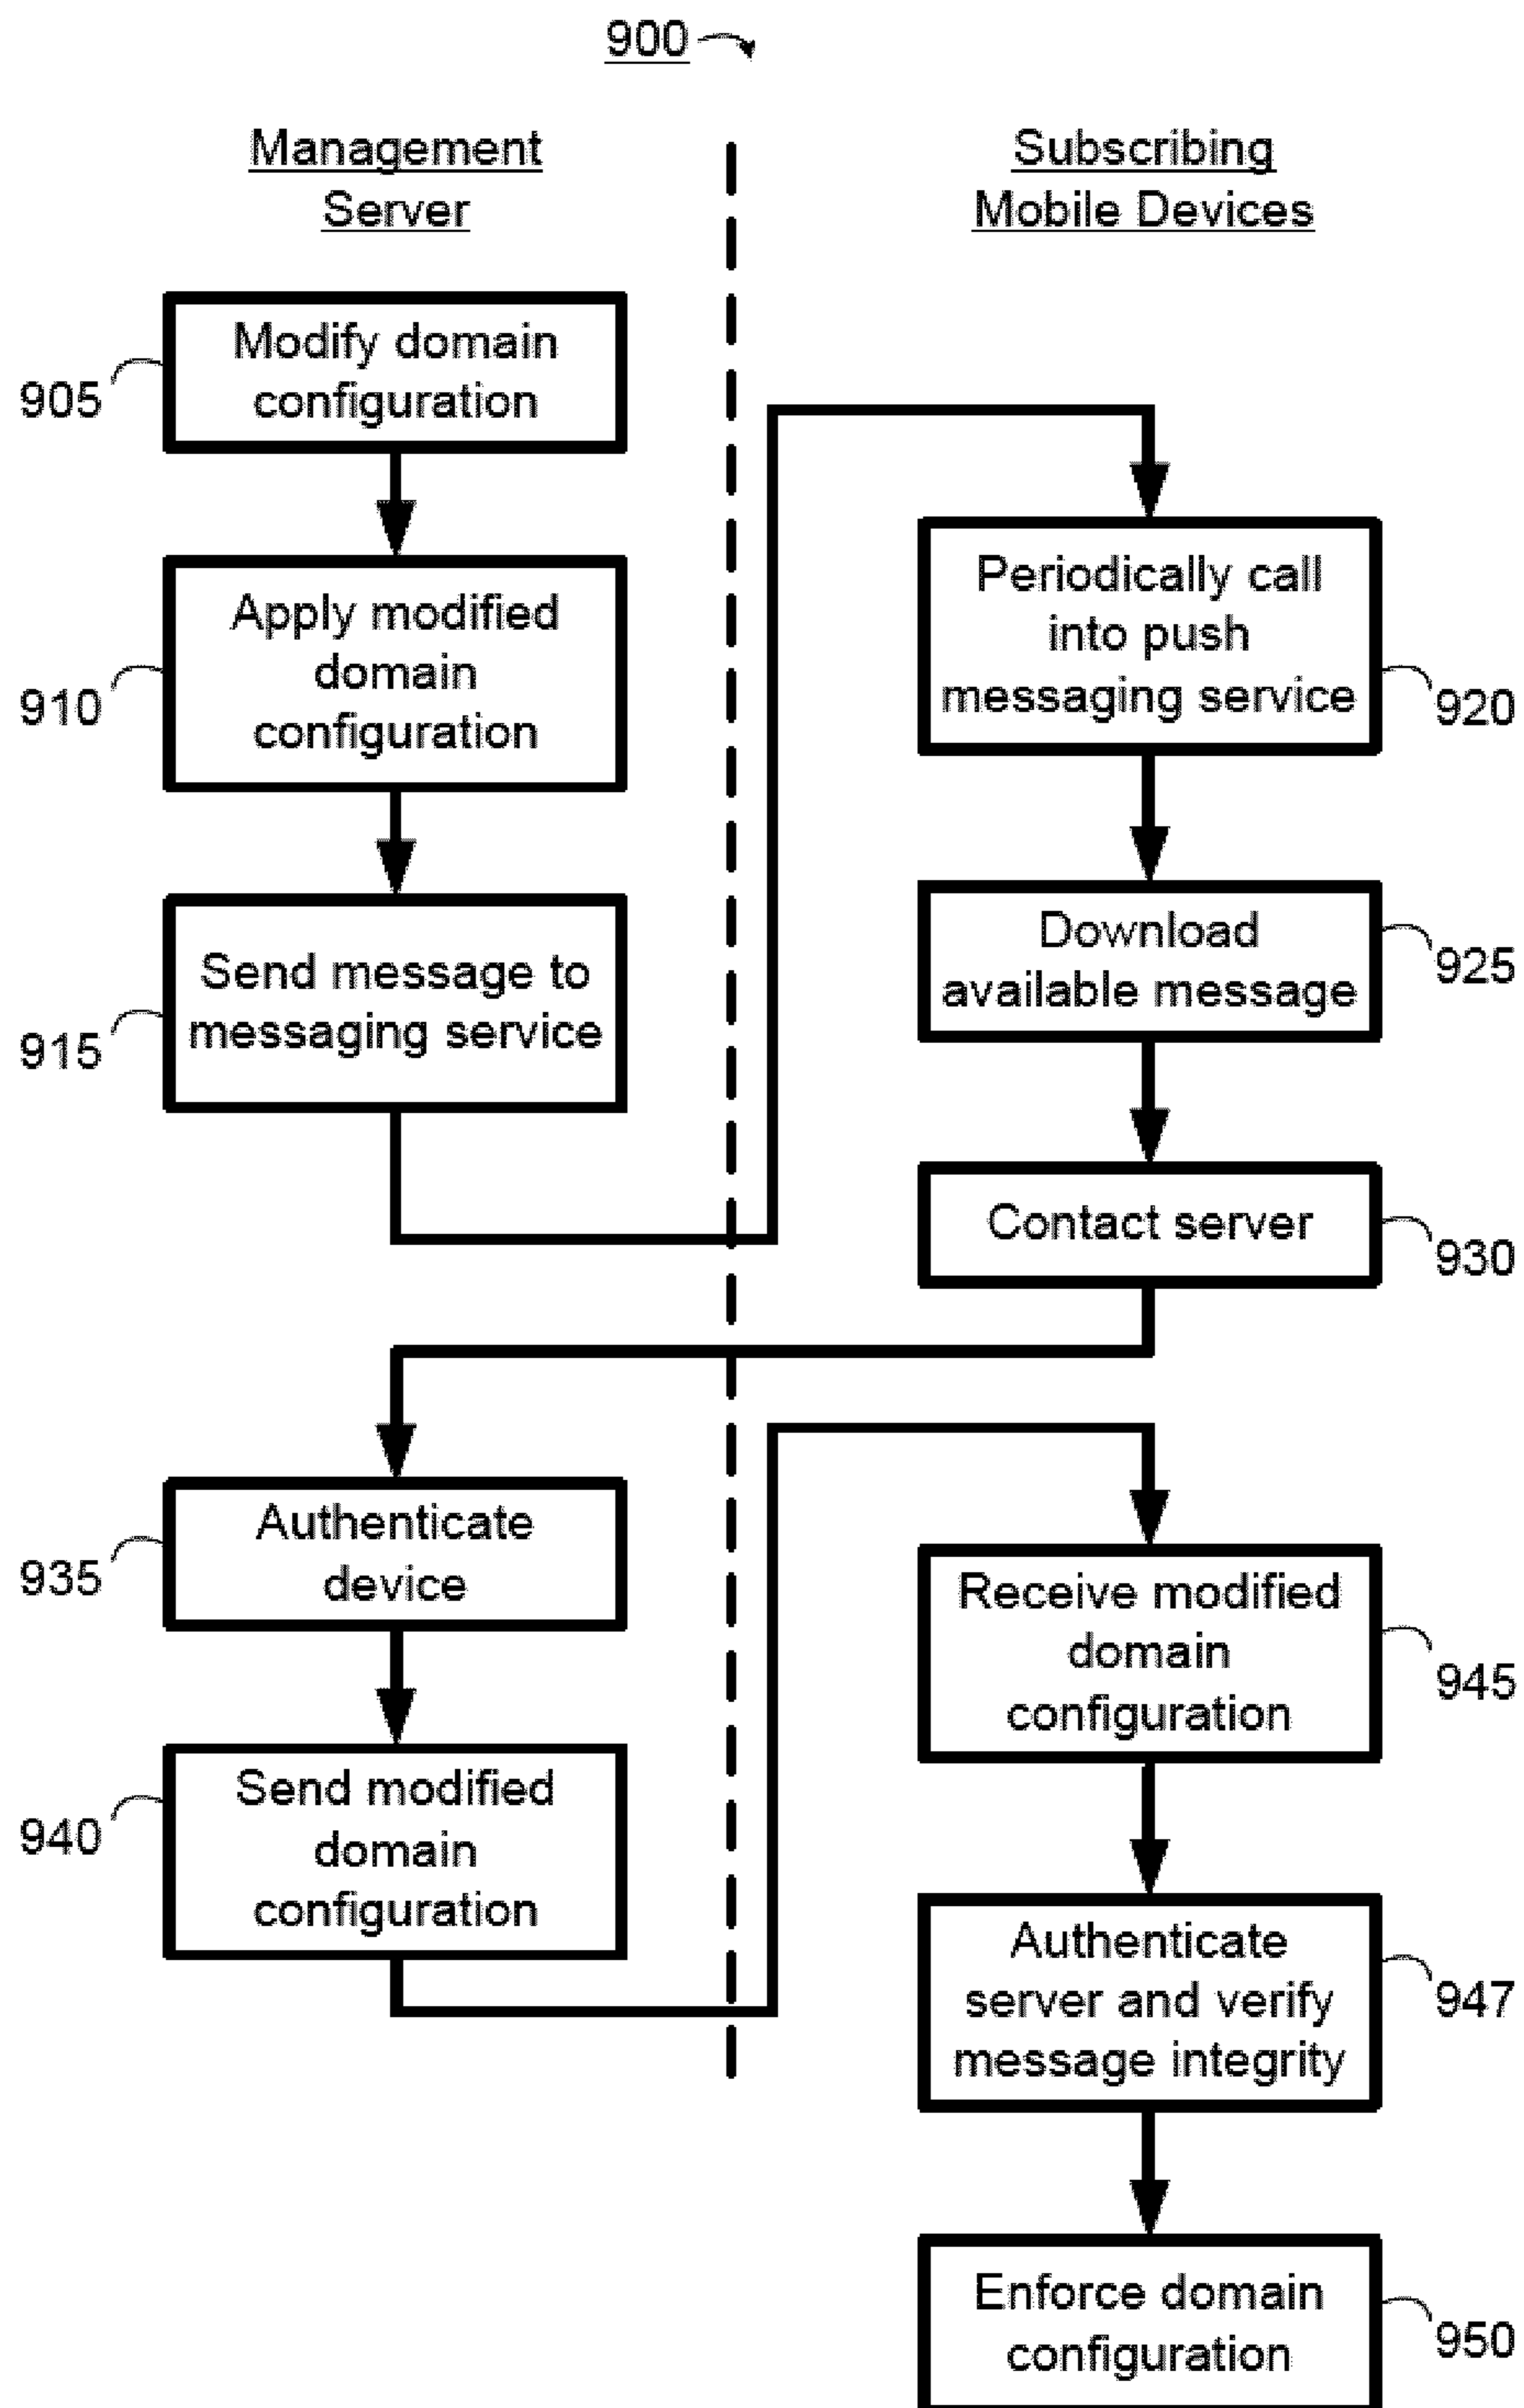 900
Management
Server
Subscribing
Mobile Devices
Modify domain
configuration
905
Apply modified
domain
configuration
910
Send message to
messaging service
915
Periodically call
into push
messaging service
920
Download
available message
925
Contact server
930
Authenticate
device
935
Send modified
domain
configuration
940
Receive modified
domain
configuration
945
Authenticate
server and verify
message integrity
947
Enforce domain
configuration
950